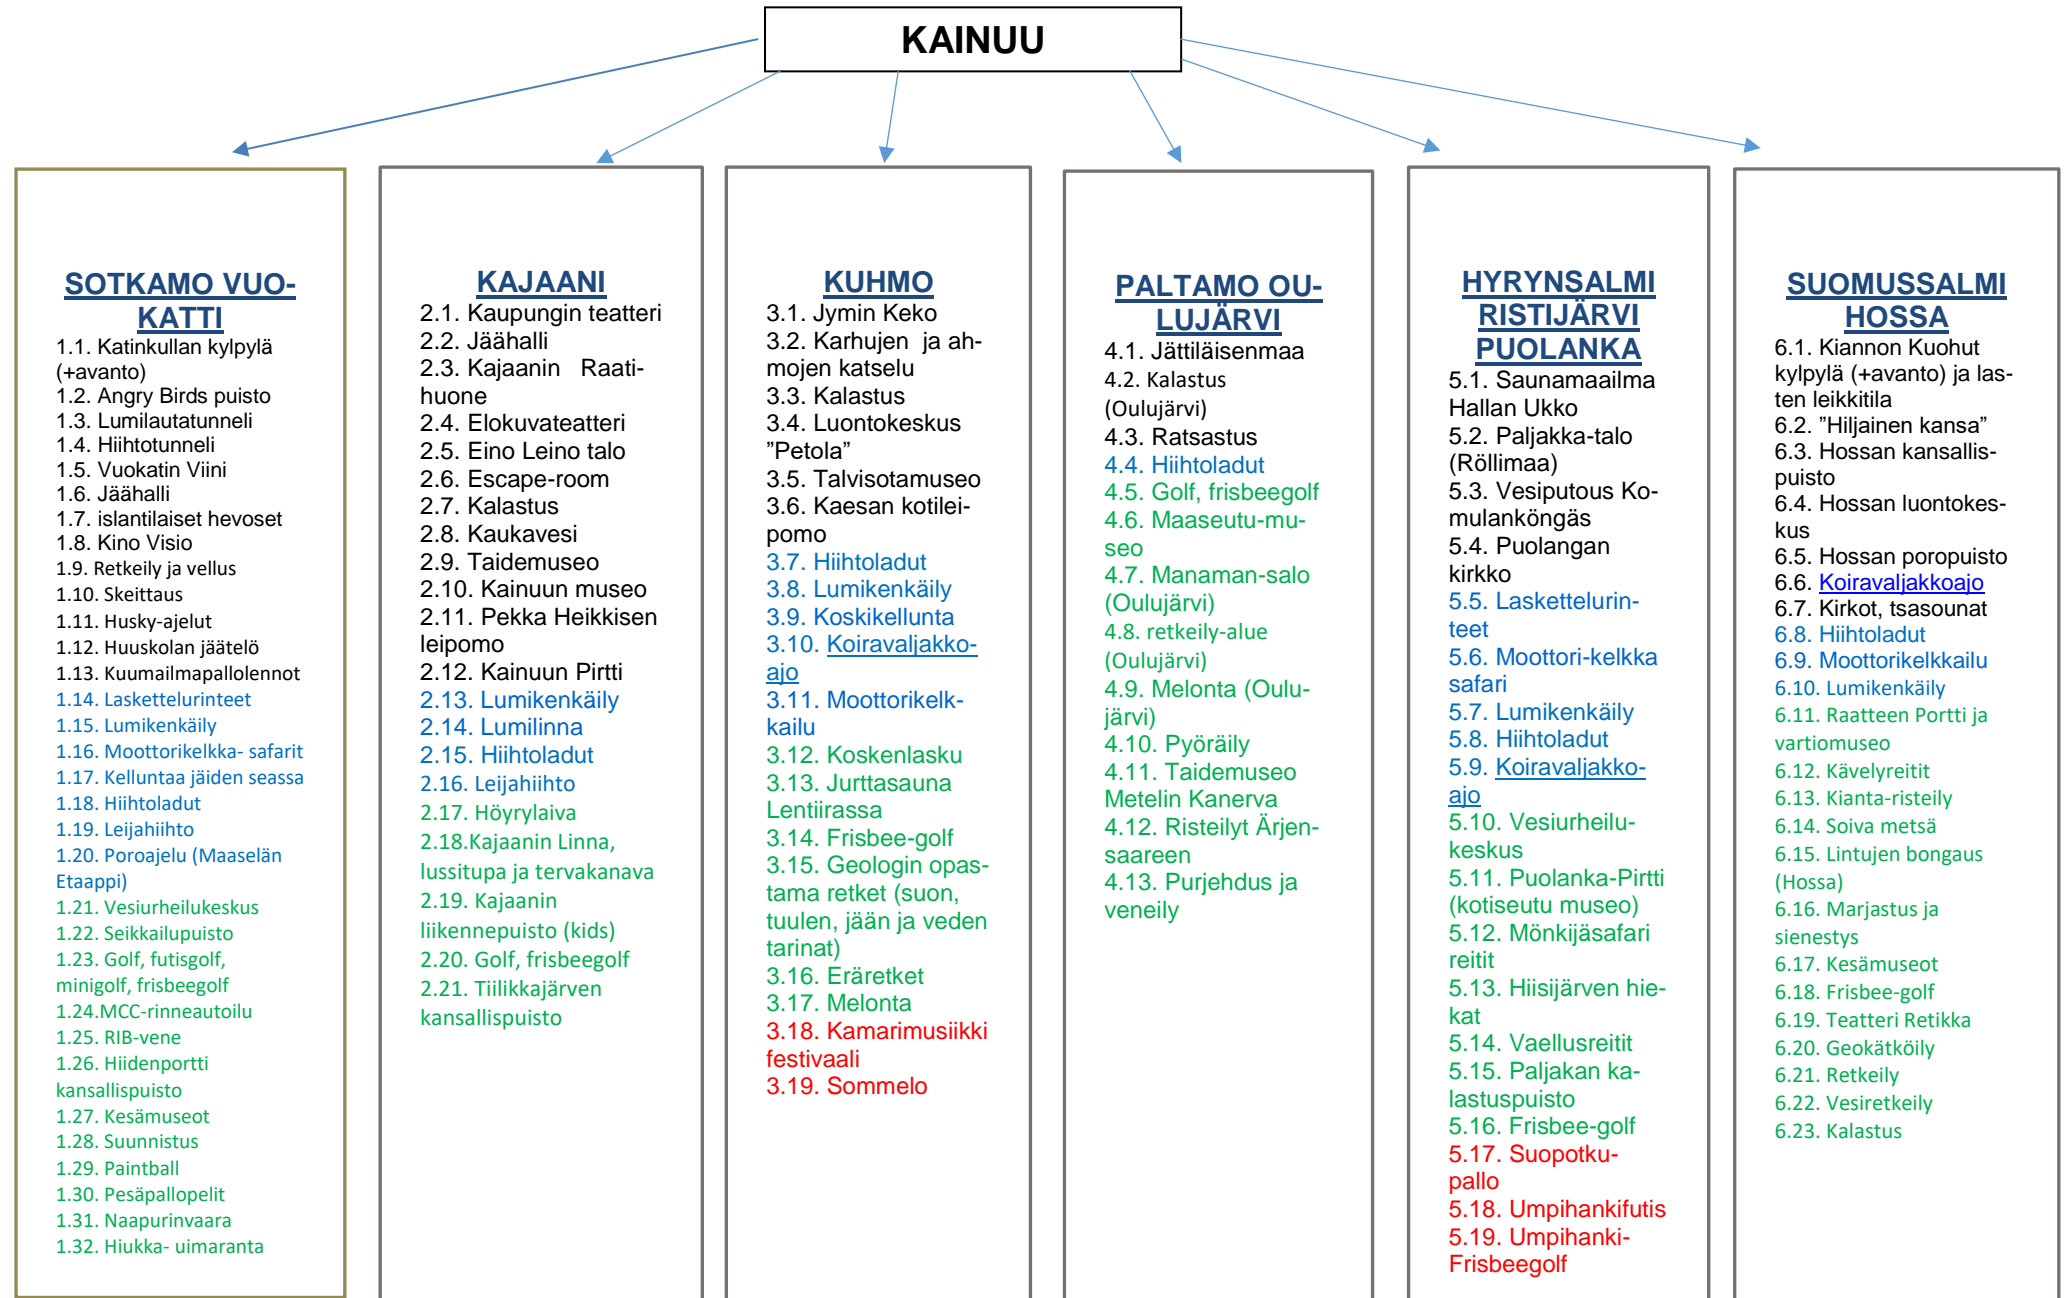 KAINUU
SOTKAMO VUO-
KATTI
1.1. Katinkullan kylpylä
(+avanto)
1.2. Angry Birds puisto
1.3. Lumilautatunneli
1.4. Hiihtotunneli
1.5. Vuokatin Viini
1.6. Jäähalli
1.7. islantilaiset hevoset
1.8. Kino Visio
1.9. Retkeily ja vellus
1.10. Skeittaus
1.11. Husky-ajelut
1.12. Huuskolan jäätelö
1.13. Kuumailmapallolennot
1.14. Laskettelurinteet
1.15. Lumikenkäily
1.16. Moottorikelkka- safarit
1.17. Kelluntaa jäiden seassa
1.18. Hiihtoladut
1.19. Leijahiihto
1.20. Poroajelu (Maaselän
Etaappi)
1.21. Vesiurheilukeskus
1.22. Seikkailupuisto
1.23. Golf, futisgolf,
minigolf, frisbeegolf
1.24.MCC-rinneautoilu
1.25. RIB-vene
1.26. Hiidenportti
kansallispuisto
1.27. Kesämuseot
1.28. Suunnistus
1.29. Paintball
1.30. Pesäpallopelit
1.31. Naapurinvaara
1.32. Hiukka- uimaranta
KAJAANI
2.1. Kaupungin teatteri
2.2. Jäähalli
2.3. Kajaanin Raati-
huone
2.4. Elokuvateatteri
2.5. Eino Leino talo
2.6. Escape-room
2.7. Kalastus
2.8. Kaukavesi
2.9. Taidemuseo
2.10. Kainuun museo
2.11. Pekka Heikkisen
leipomo
2.12. Kainuun Pirtti
2.13. Lumikenkäily
2.14. Lumilinna
2.15. Hiihtoladut
2.16. Leijahiihto
2.17. Höyrylaiva
2.18.Kajaanin Linna,
lussitupa ja tervakanava
2.19. Kajaanin
liikennepuisto (kids)
2.20. Golf, frisbeegolf
2.21. Tiilikkajärven
kansallispuisto
KUHMO
3.1. Jymin Keko
3.2. Karhujen ja ah-
mojen katselu
3.3. Kalastus
3.4. Luontokeskus
”Petola”
3.5. Talvisotamuseo
3.6. Kaesan kotilei-
pomo
3.7. Hiihtoladut
3.8. Lumikenkäily
3.9. Koskikellunta
3.10. Koiravaljakko-
ajo
3.11. Moottorikelk-
kailu
3.12. Koskenlasku
3.13. Jurttasauna
Lentiirassa
3.14. Frisbee-golf
3.15. Geologin opas-
tama retket (suon,
tuulen, jään ja veden
tarinat)
3.16. Eräretket
3.17. Melonta
3.18. Kamarimusiikki
festivaali
3.19. Sommelo
PALTAMO OU-
LUJÄRVI
4.1. Jättiläisenmaa
4.2. Kalastus
(Oulujärvi)
4.3. Ratsastus
4.4. Hiihtoladut
4.5. Golf, frisbeegolf
4.6. Maaseutu-mu-
seo
4.7. Manaman-salo
(Oulujärvi)
4.8. retkeily-alue
(Oulujärvi)
4.9. Melonta (Oulu-
järvi)
4.10. Pyöräily
4.11. Taidemuseo
Metelin Kanerva
4.12. Risteilyt Ärjen-
saareen
4.13. Purjehdus ja
veneily
HYRYNSALMI
RISTIJÄRVI
PUOLANKA
5.1. Saunamaailma
Hallan Ukko
5.2. Paljakka-talo
(Röllimaa)
5.3. Vesiputous Ko-
mulanköngäs
5.4. Puolangan
kirkko
5.5. Laskettelurin-
teet
5.6. Moottori-kelkka
safari
5.7. Lumikenkäily
5.8. Hiihtoladut
5.9. Koiravaljakko-
ajo
5.10. Vesiurheilu-
keskus
5.11. Puolanka-Pirtti
(kotiseutu museo)
5.12. Mönkijäsafari
reitit
5.13. Hiisijärven hie-
kat
5.14. Vaellusreitit
5.15. Paljakan ka-
lastuspuisto
5.16. Frisbee-golf
5.17. Suopotku-
pallo
5.18. Umpihankifutis
5.19. Umpihanki-
Frisbeegolf
SUOMUSSALMI
HOSSA
6.1. Kiannon Kuohut
kylpylä (+avanto) ja las-
ten leikkitila
6.2. ”Hiljainen kansa”
6.3. Hossan kansallis-
puisto
6.4. Hossan luontokes-
kus
6.5. Hossan poropuisto
6.6. Koiravaljakkoajo
6.7. Kirkot, tsasounat
6.8. Hiihtoladut
6.9. Moottorikelkkailu
6.10. Lumikenkäily
6.11. Raatteen Portti ja
vartiomuseo
6.12. Kävelyreitit
6.13. Kianta-risteily
6.14. Soiva metsä
6.15. Lintujen bongaus
(Hossa)
6.16. Marjastus ja
sienestys
6.17. Kesämuseot
6.18. Frisbee-golf
6.19. Teatteri Retikka
6.20. Geokätköily
6.21. Retkeily
6.22. Vesiretkeily
6.23. Kalastus